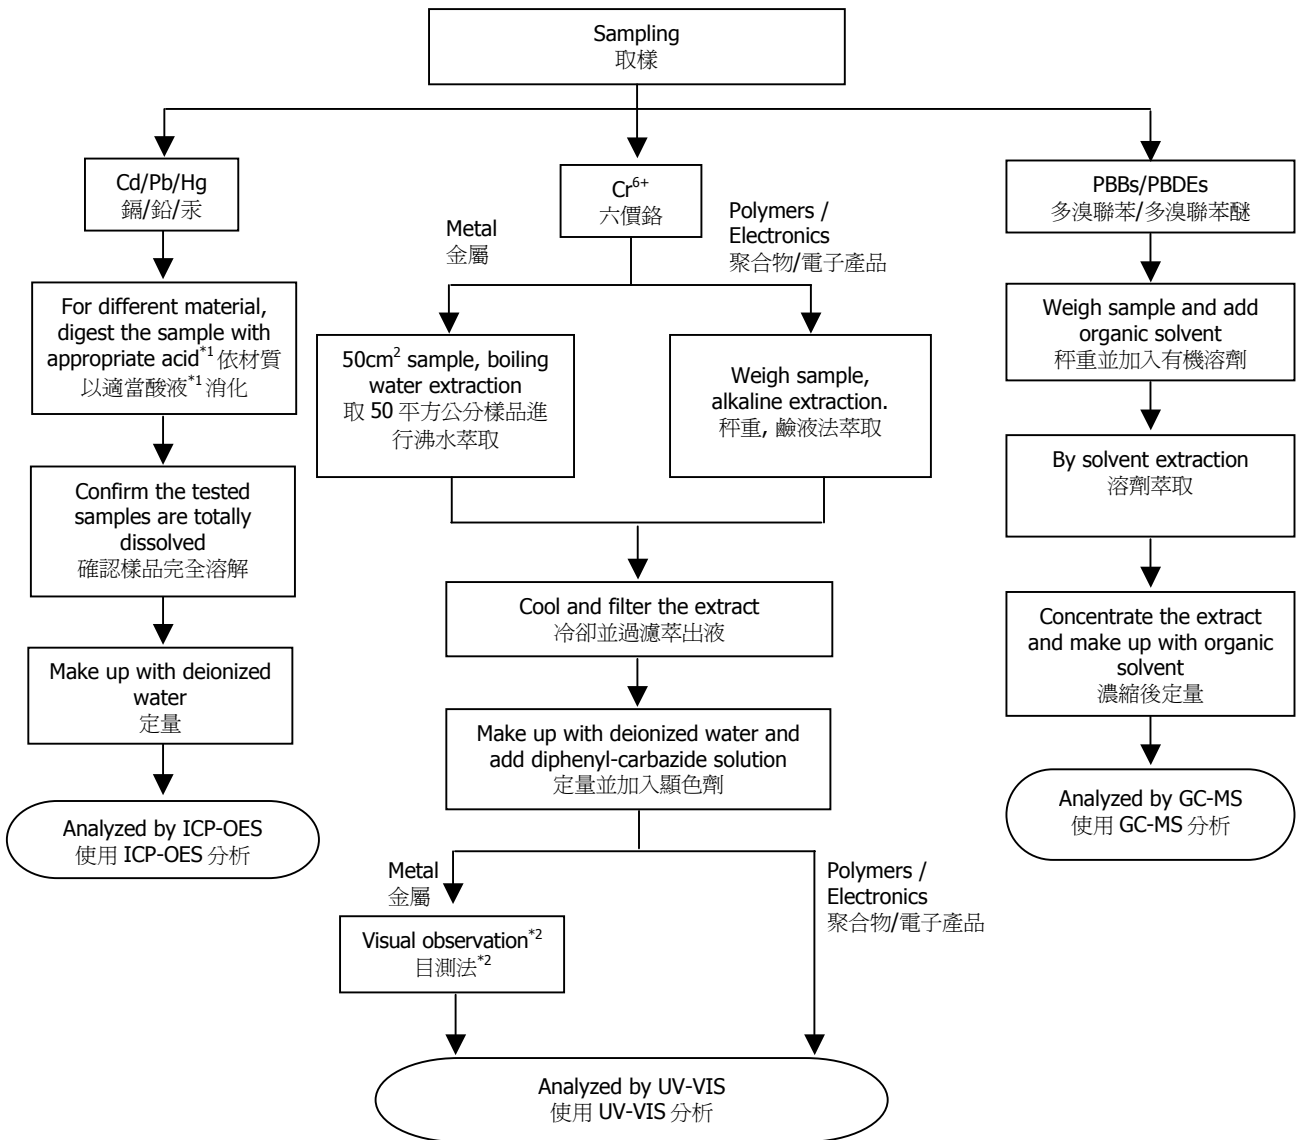 Sampling
取樣
Cd/Pb/Hg
鎘/鉛/汞
Cr6+
六價鉻
PBBs/PBDEs
多溴聯苯/多溴聯苯醚
Metal
金屬
Polymers /
Electronics
聚合物/電子產品
For different material,
digest the sample with
appropriate acid*1 依材質
以適當酸液*1 消化
50cm2 sample, boiling
water extraction
取 50 平方公分樣品進
行沸水萃取
Weigh sample,
alkaline extraction.
秤重, 鹼液法萃取
Weigh sample and add
organic solvent
秤重並加入有機溶劑
Confirm the tested
samples are totally
dissolved
確認樣品完全溶解
By solvent extraction
溶劑萃取
Cool and filter the extract
冷卻並過濾萃出液
Concentrate the extract
and make up with organic
solvent
濃縮後定量
Make up with deionized
water
定量
Make up with deionized water and
add diphenyl-carbazide solution
定量並加入顯色劑
Analyzed by ICP-OES
使用 ICP-OES 分析
Analyzed by GC-MS
使用 GC-MS 分析
Metal
金屬
Polymers /
Electronics
聚合物/電子產品
Visual observation*2
目測法*2
Analyzed by UV-VIS
使用 UV-VIS 分析